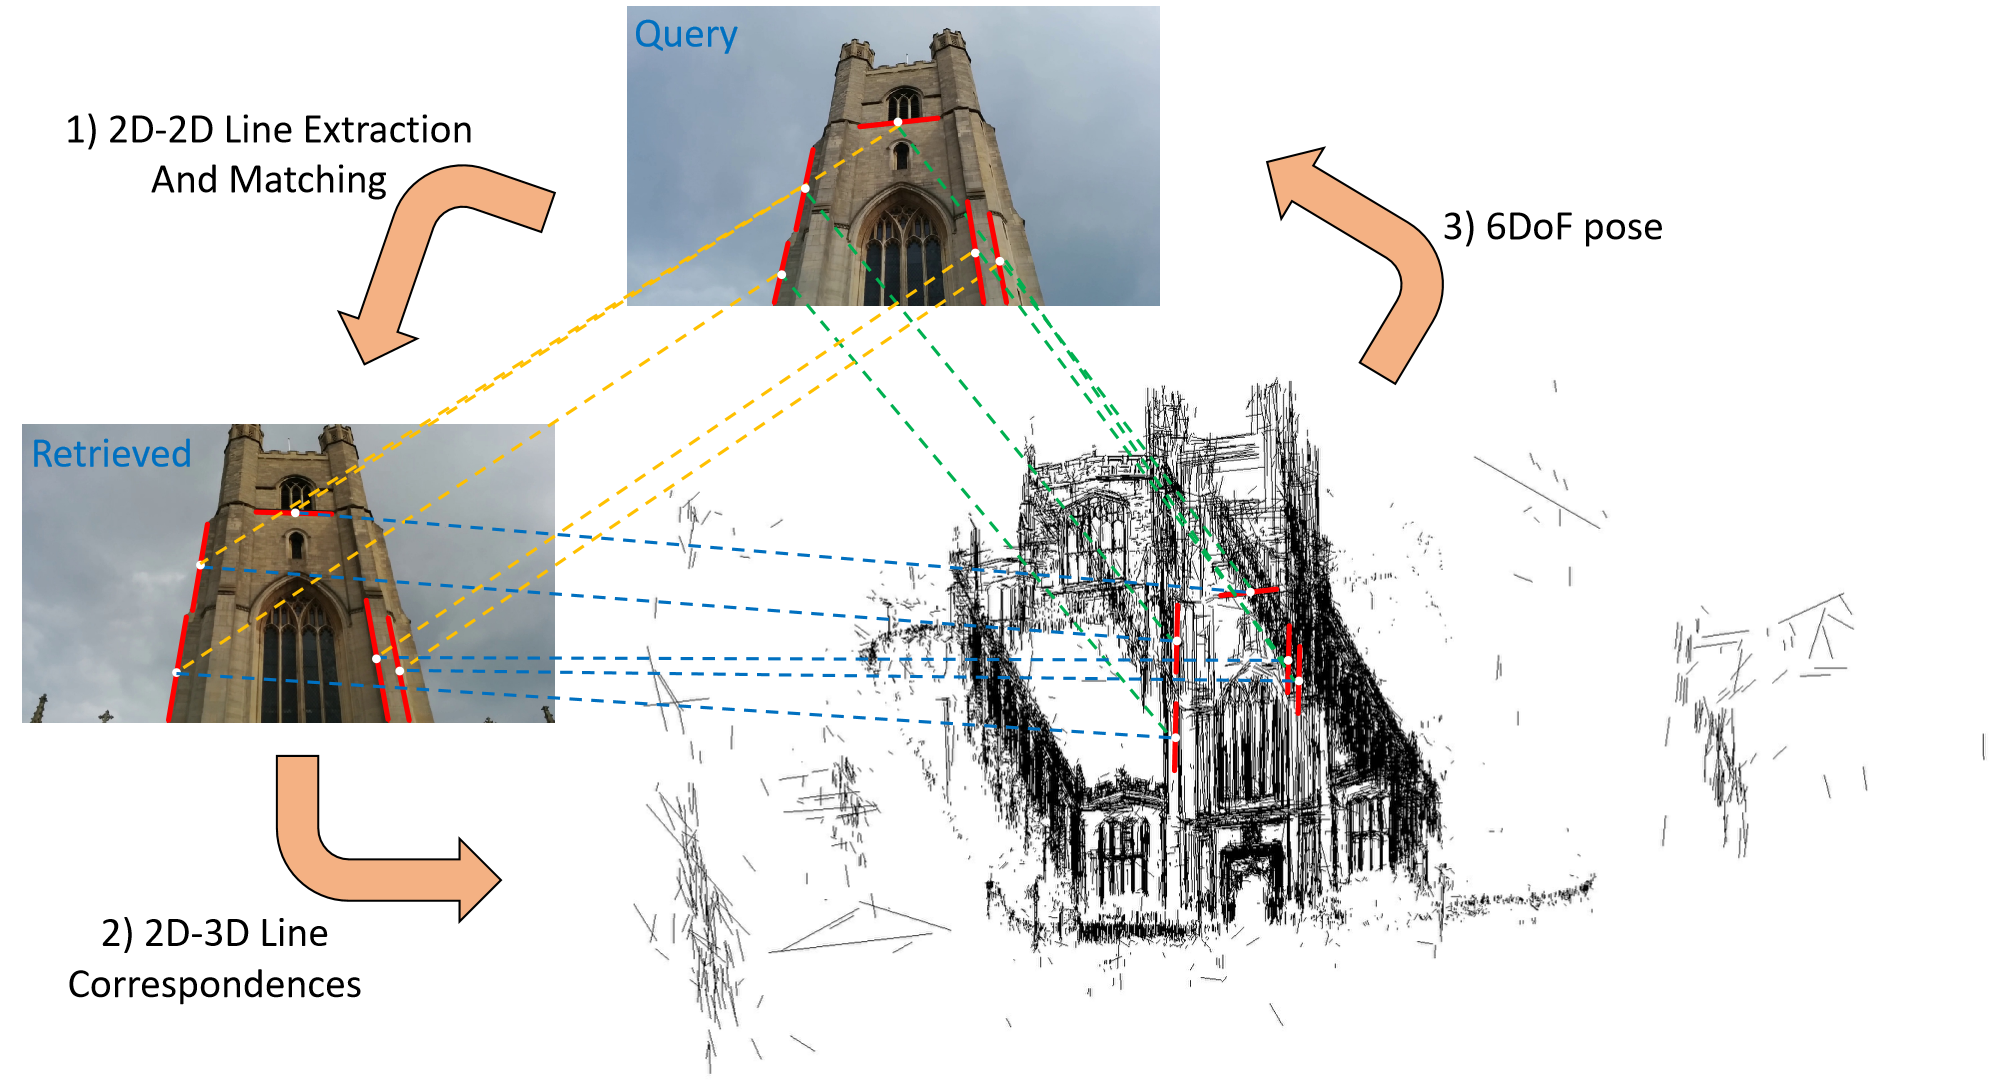 Query
1) 2D-2D Line Extraction
And Matching
3) 6DoF pose
Retrieved
2) 2D-3D Line
Correspondences